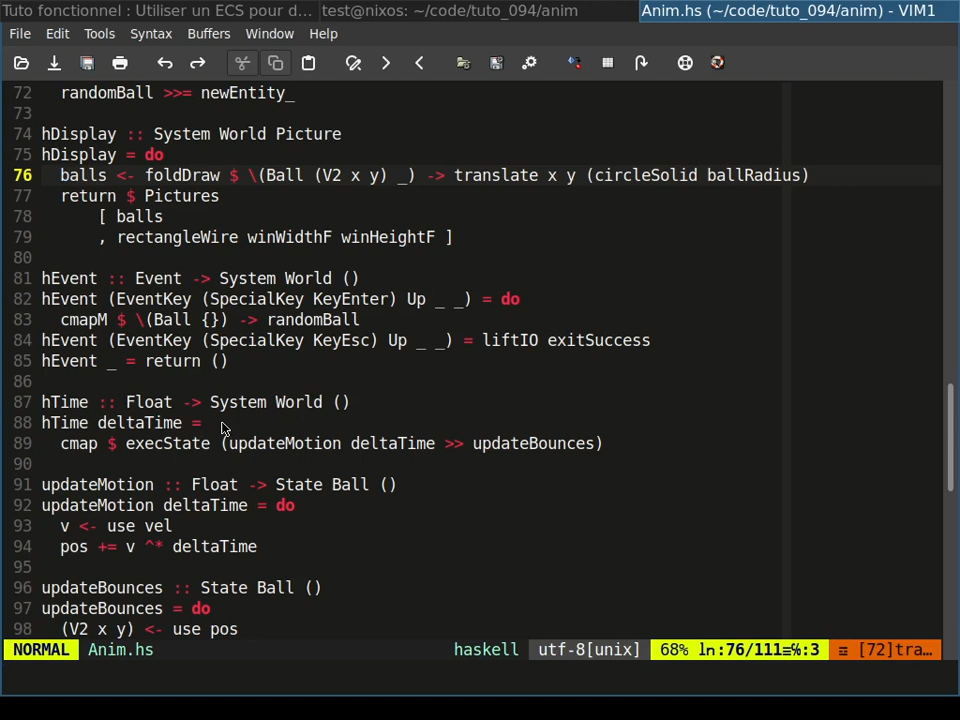 Tuto fonctionnel : Utiliser un ECS pour d... test@nixos: ~/code/tuto_094/anim Anim.hs (~/code/tuto_094/anim) - VIM1
File Edit Tools Syntax Buffers Window Help
72   randomBall >>= newEntity_
73
74 hDisplay :: System World Picture
75 hDisplay = do
76   balls <- foldDraw $ \(Ball (V2 x y) _) -> translate x y (circleSolid ballRadius)
77   return $ Pictures
78       [ balls
79       , rectangleWire winWidthF winHeightF ]
80
81 hEvent :: Event -> System World ()
82 hEvent (EventKey (SpecialKey KeyEnter) Up _ _) = do
83   cmapM $ \(Ball {}) -> randomBall
84 hEvent (EventKey (SpecialKey KeyEsc) Up _ _) = liftIO exitSuccess
85 hEvent _ = return ()
86
87 hTime :: Float -> System World ()
88 hTime deltaTime =
89   cmap $ execState (updateMotion deltaTime >> updateBounces)
90
91 updateMotion :: Float -> State Ball ()
92 updateMotion deltaTime = do
93   v <- use vel
94   pos += v ^* deltaTime
95
96 updateBounces :: State Ball ()
97 updateBounces = do
98   (V2 x y) <- use pos
NORMAL Anim.hs haskell utf-8[unix] 68% ln:76/111≡℅:3 ☲ [72]tra...